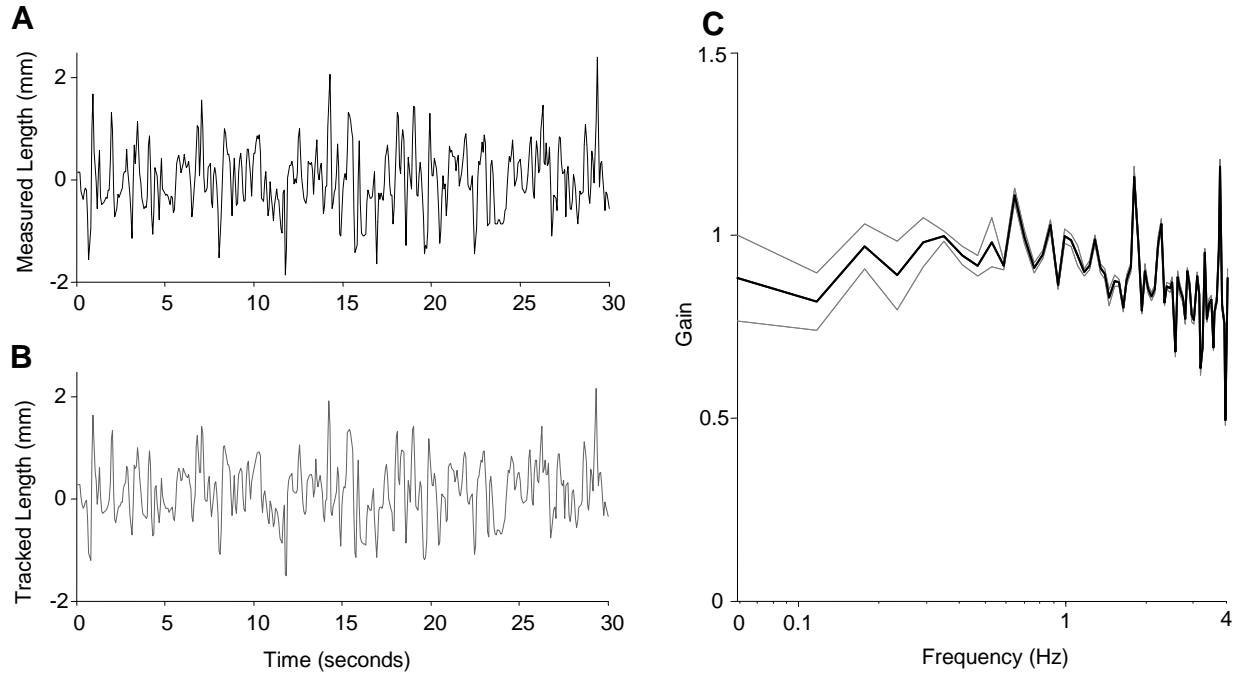 A
Measured Length (mm)
2
0
-2
0 5 10 15 20 25 30
B
Tracked Length (mm)
2
0
-2
0 5 10 15 20 25 30
Time (seconds)
C
Gain
1.5
1
0.5
0
0 0.1 1 4
Frequency (Hz)